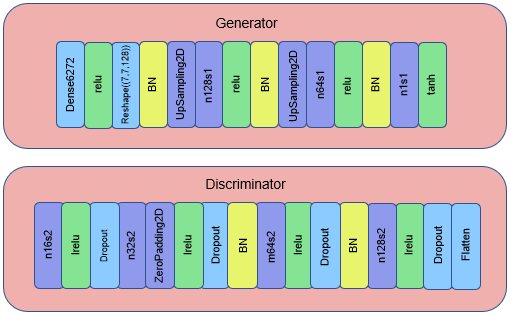 Generator
Dense6272
relu
Reshape((7,7,128))
BN
UpSampling2D
n128s1
relu
BN
UpSampling2D
n64s1
relu
BN
n1s1
tanh
Discriminator
n16s2
lrelu
Dropout
n32s2
ZeroPadding2D
lrelu
Dropout
BN
m64s2
lrelu
Dropout
BN
n128s2
lrelu
Dropout
Flatten